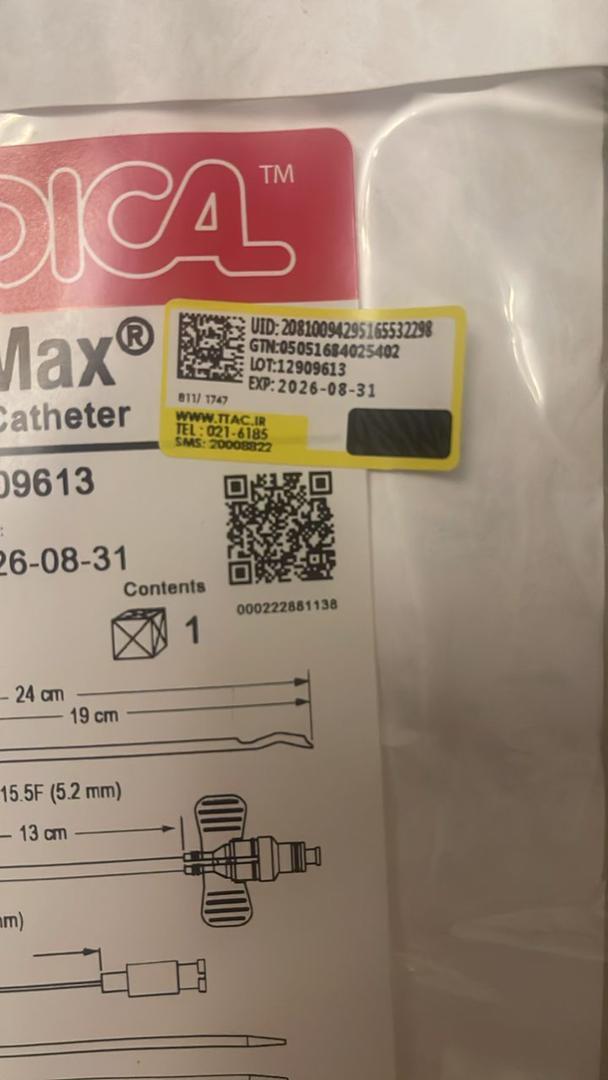 DICA™
Max®
UID: 20810094295165532298
GTN:05051684025402
LOT:12909613
EXP: 2026-08-31
811/ 1747
WWW.TTAC.IR
TEL : 021-6185
SMS: 20008822
Catheter
09613
26-08-31
Contents
1
000222881138
24 cm
19 cm
15.5F (5.2 mm)
13 cm
mm)